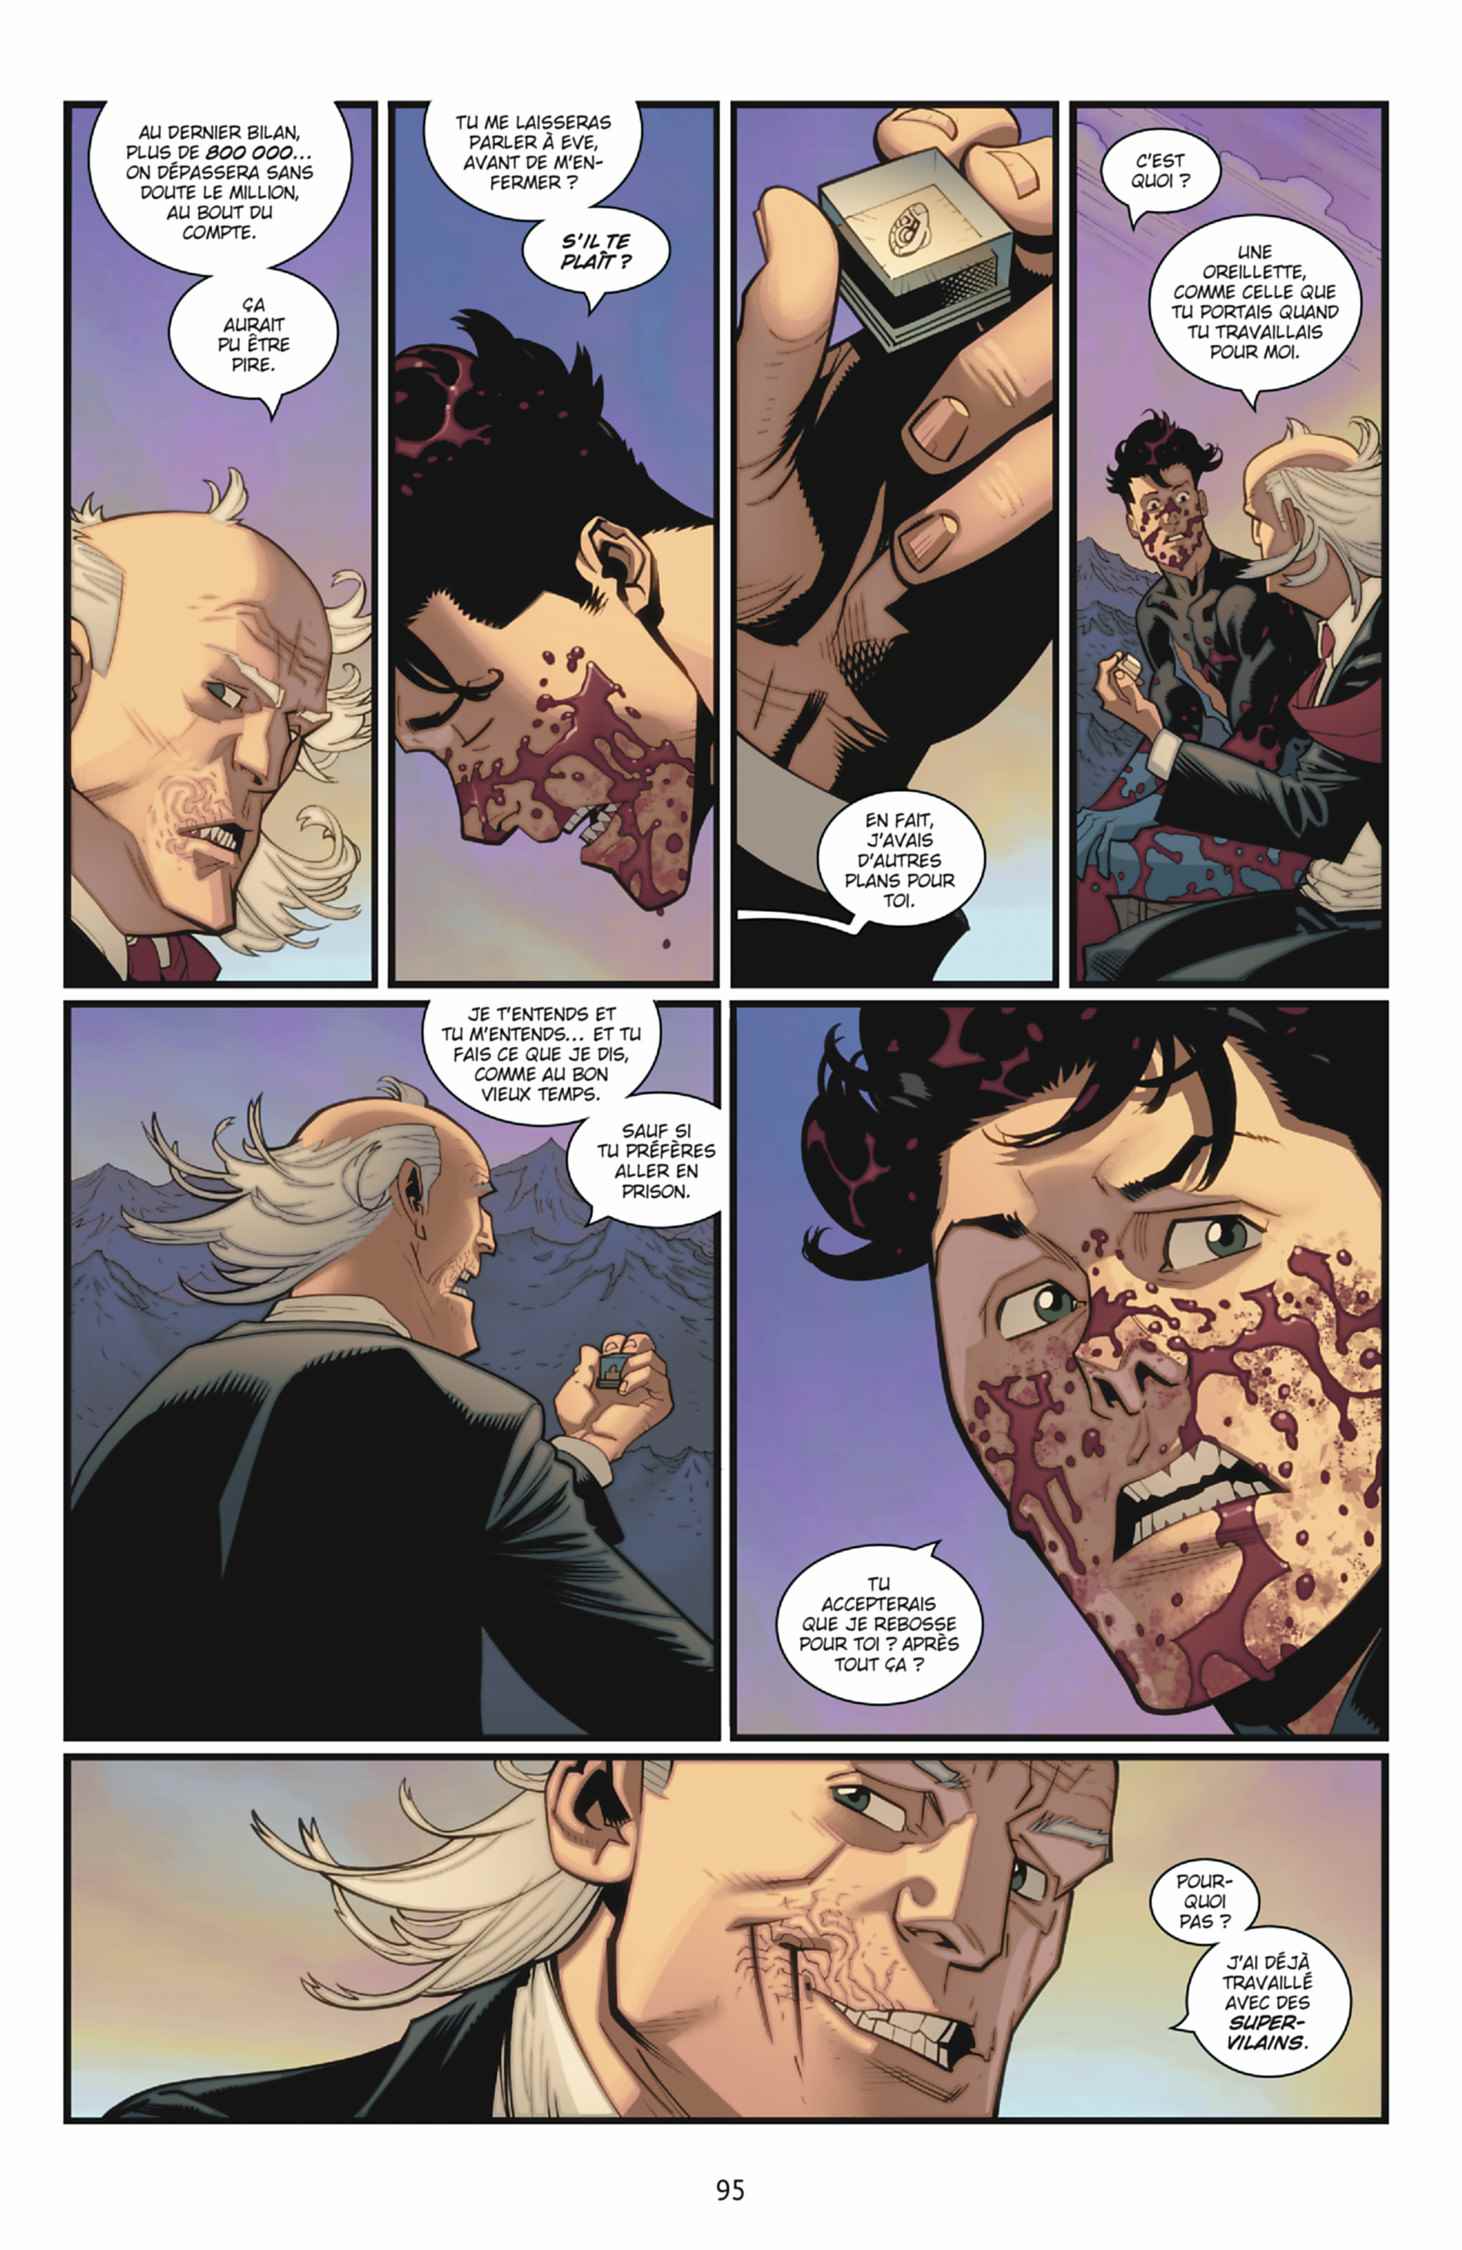 AU DERNIER BILAN,
PLUS DE 800 000...
ON DÉPASSERA SANS
DOUTE LE MILLION,
AU BOUT DU
COMPTE.
ÇA
AURAIT
PU ÊTRE
PIRE.
TU ME LAISSERAS
PARLER À EVE,
AVANT DE M'EN-
FERMER ?
S'IL TE
PLAÎT ?
EN FAIT,
J'AVAIS
D'AUTRES
PLANS POUR
TOI.
C'EST
QUOI ?
UNE
OREILLETTE,
COMME CELLE QUE
TU PORTAIS QUAND
TU TRAVAILLAIS
POUR MOI.
JE T'ENTENDS ET
TU M'ENTENDS... ET TU
FAIS CE QUE JE DIS,
COMME AU BON
VIEUX TEMPS.
SAUF SI
TU PRÉFÈRES
ALLER EN
PRISON.
TU
ACCEPTERAIS
QUE JE REBOSSE
POUR TOI ? APRÈS
TOUT ÇA ?
POUR-
QUOI
PAS ?
J'AI DÉJÀ
TRAVAILLÉ
AVEC DES
SUPER-
VILAINS.
95